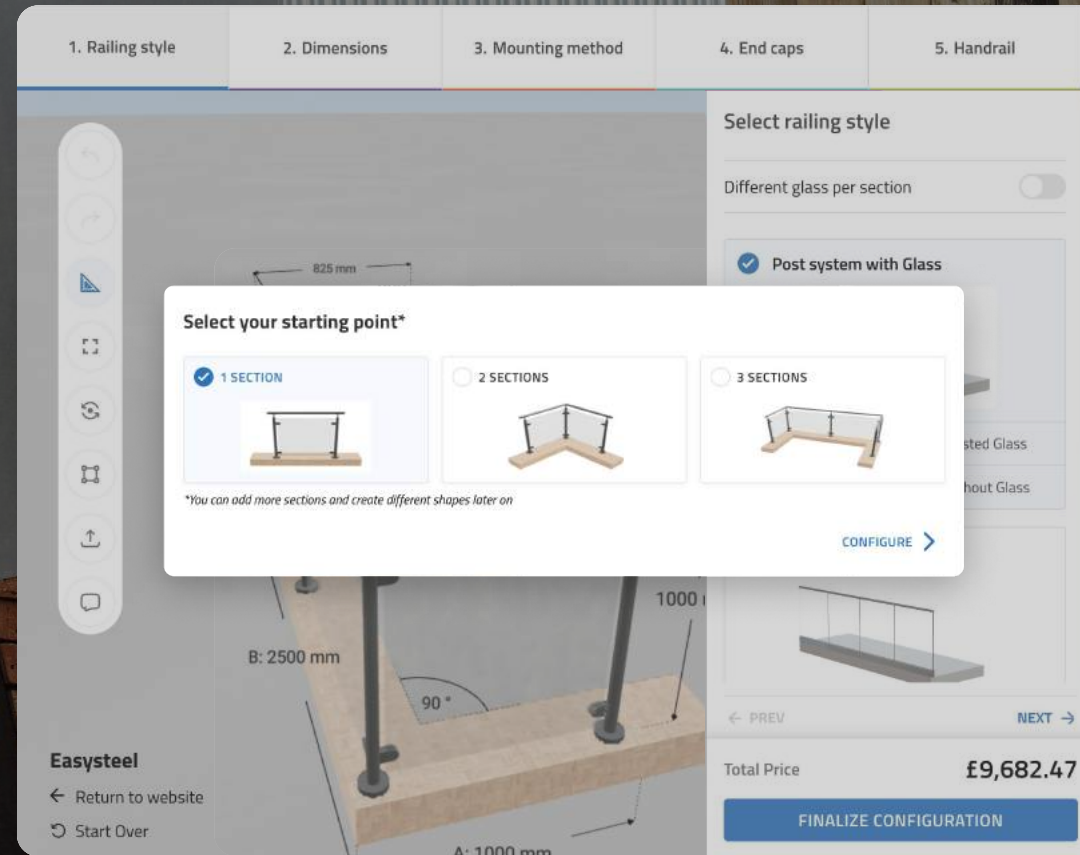 1. Railing style
2. Dimensions
3. Mounting method
4. End caps
5. Handrail
Select railing style
Different glass per section
Post system with Glass
825 mm
Select your starting point*
1 SECTION
2 SECTIONS
3 SECTIONS
*You can add more sections and create different shapes later on
CONFIGURE
sted Glass
hout Glass
1000
B: 2500 mm
90 °
A: 1000 mm
← PREV
NEXT →
Easysteel
← Return to website
Start Over
Total Price
£9,682.47
FINALIZE CONFIGURATION